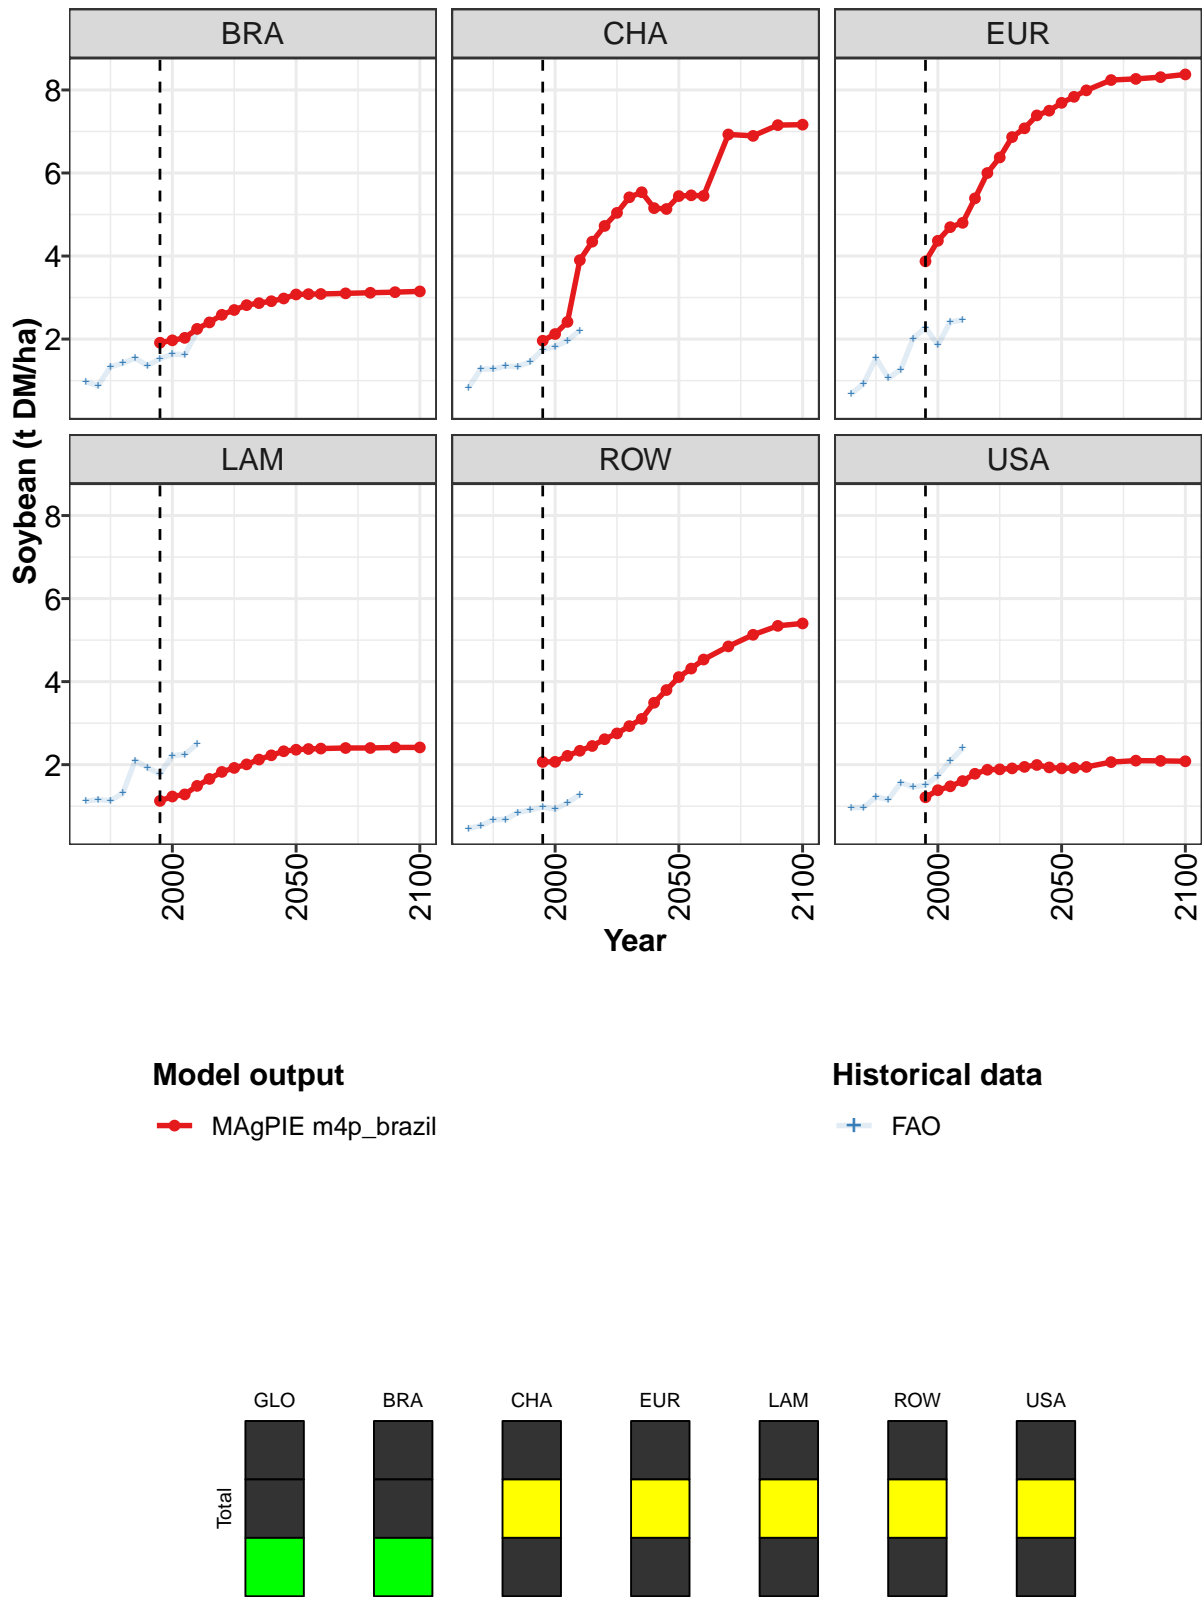 BRA CHA EUR
8
6
4
2
LAM ROW USA
8
6
4
2
Soybean (t DM/ha)
2000 2050 2100 2000 2050 2100 2000 2050 2100
Year
Model output Historical data
MAgPIE m4p_brazil FAO
GLO BRA CHA EUR LAM ROW USA
Total